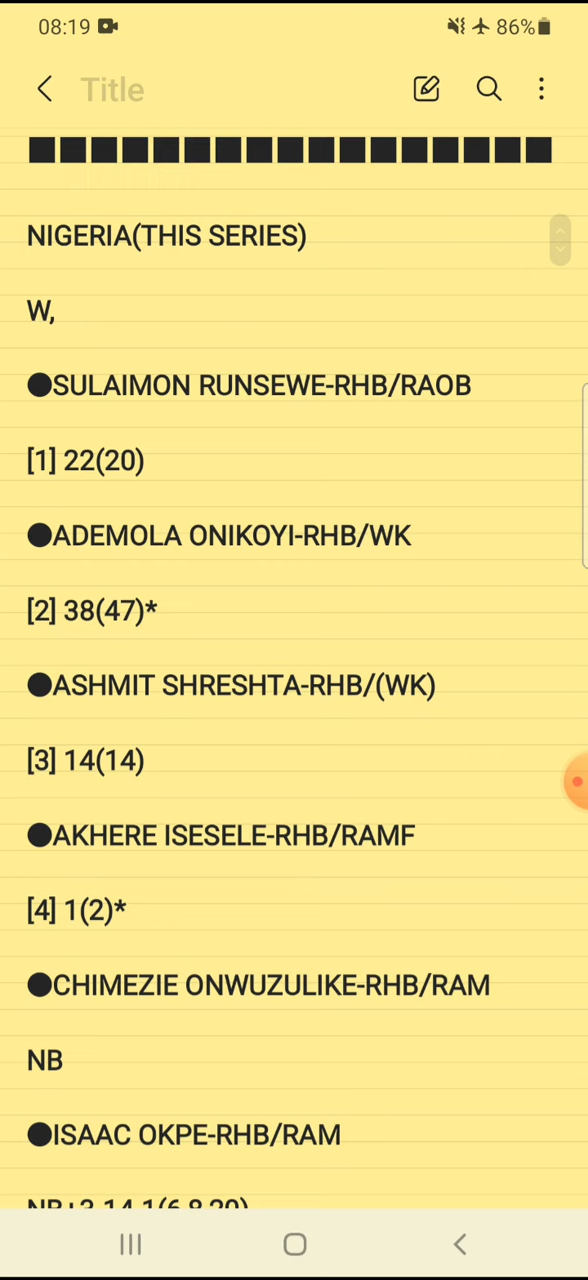 08:19
86%
Title
NIGERIA(THIS SERIES)
W,
●SULAIMON RUNSEWE-RHB/RAOB
[1] 22(20)
●ADEMOLA ONIKOYI-RHB/WK
[2] 38(47)*
●ASHMIT SHRESHTA-RHB/(WK)
[3] 14(14)
●AKHERE ISESELE-RHB/RAMF
[4] 1(2)*
●CHIMEZIE ONWUZULIKE-RHB/RAM
NB
●ISAAC OKPE-RHB/RAM